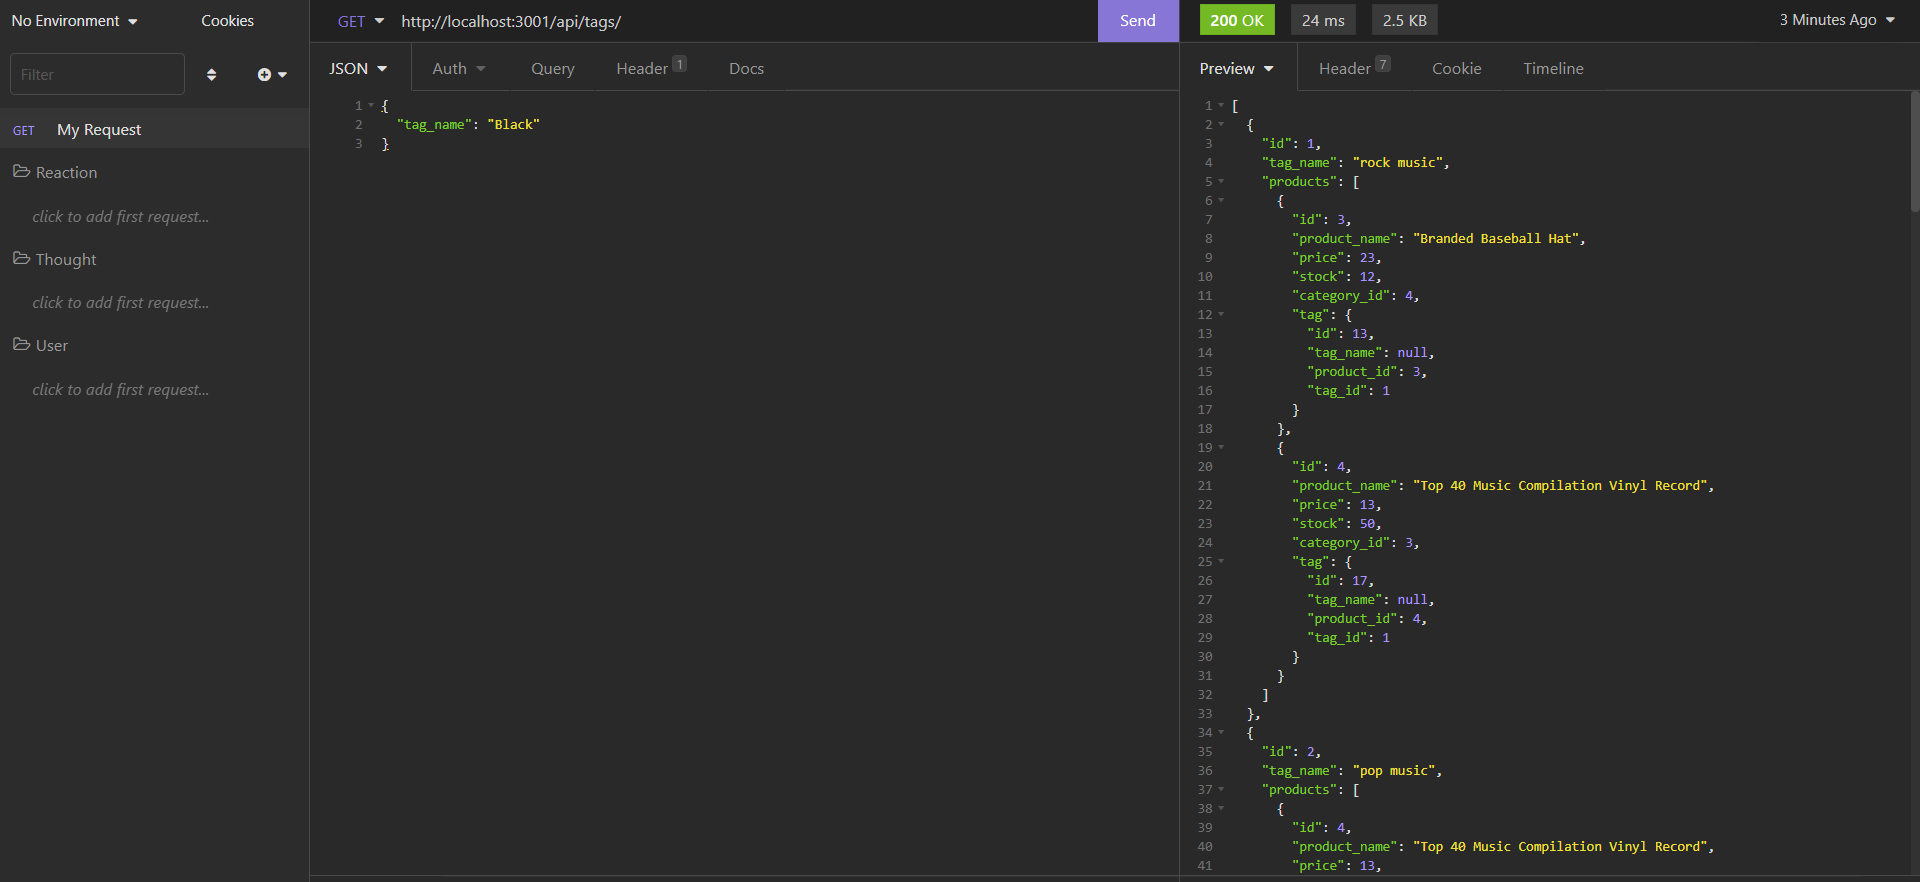 No Environment
Cookies
Filter
GET My Request
Reaction
click to add first request...
Thought
click to add first request...
User
click to add first request...
GET http://localhost:3001/api/tags/ Send
JSON Auth Query Header 1 Docs
1 {
2 "tag_name": "Black"
3 }
200 OK 24 ms 2.5 KB 3 Minutes Ago
Preview Header 7 Cookie Timeline
1 [
2 {
3 "id": 1,
4 "tag_name": "rock music",
5 "products": [
6 {
7 "id": 3,
8 "product_name": "Branded Baseball Hat",
9 "price": 23,
10 "stock": 12,
11 "category_id": 4,
12 "tag": {
13 "id": 13,
14 "tag_name": null,
15 "product_id": 3,
16 "tag_id": 1
17 }
18 },
19 {
20 "id": 4,
21 "product_name": "Top 40 Music Compilation Vinyl Record",
22 "price": 13,
23 "stock": 50,
24 "category_id": 3,
25 "tag": {
26 "id": 17,
27 "tag_name": null,
28 "product_id": 4,
29 "tag_id": 1
30 }
31 }
32 ]
33 },
34 {
35 "id": 2,
36 "tag_name": "pop music",
37 "products": [
38 {
39 "id": 4,
40 "product_name": "Top 40 Music Compilation Vinyl Record",
41 "price": 13,